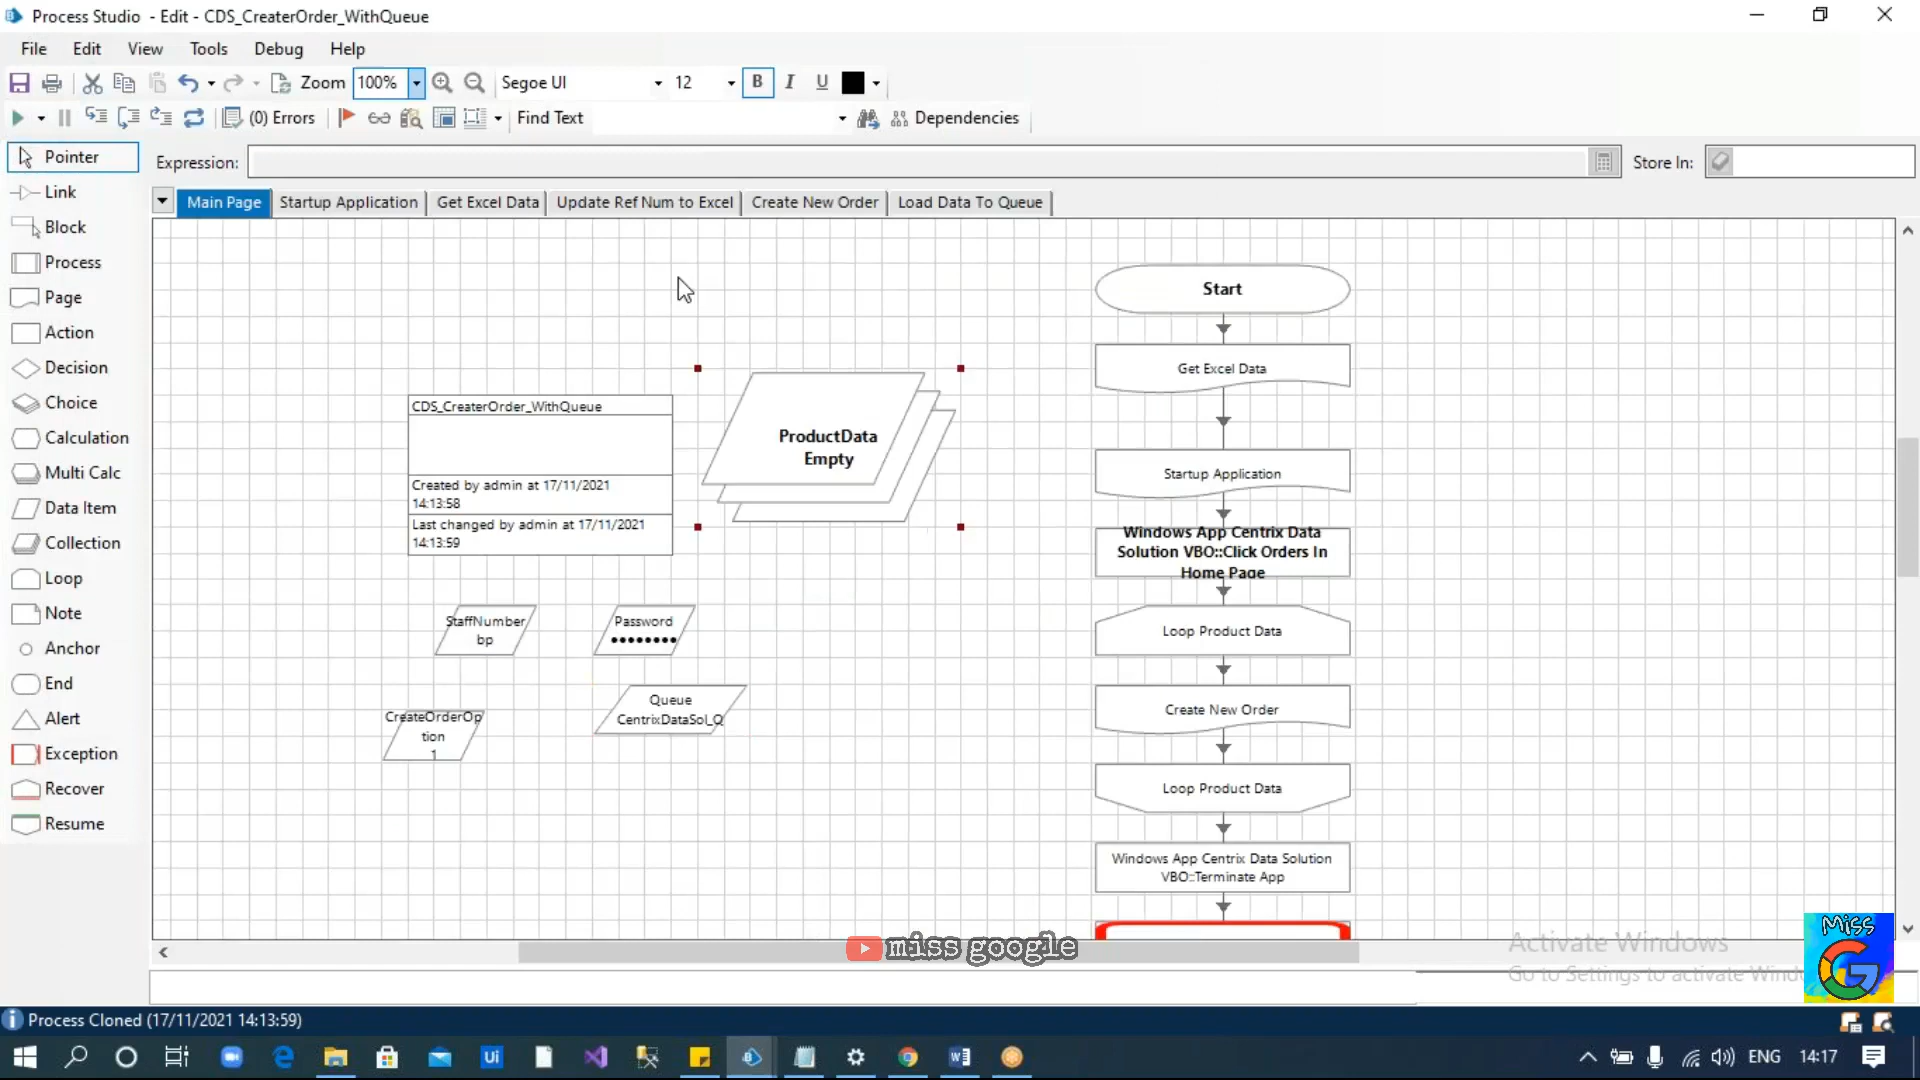 Process Studio - Edit - CDS_CreaterOrder_WithQueue
File Edit View Tools Debug Help
Zoom 100% Segoe UI 12 B I U
(0) Errors Find Text Dependencies
Pointer
Expression: Store In:
Link
Block
Process
Page
Action
Decision
Choice
Calculation
Multi Calc
Data Item
Collection
Loop
Note
Anchor
End
Alert
Exception
Recover
Resume
Main Page Startup Application Get Excel Data Update Ref Num to Excel Create New Order Load Data To Queue
CDS_CreaterOrder_WithQueue
Created by admin at 17/11/2021
14:13:58
Last changed by admin at 17/11/2021
14:13:59
ProductData
Empty
StaffNumber
bp
Password
••••••••
Queue
CentrixDataSol_Q
CreateOrderOp
tion
1
Start
Get Excel Data
Startup Application
Windows App Centrix Data
Solution VBO::Click Orders In
Home Page
Loop Product Data
Create New Order
Loop Product Data
Windows App Centrix Data Solution
VBO::Terminate App
miss google
Activate Windows
Go to Settings to activate
Miss
G
Process Cloned (17/11/2021 14:13:59)
Ui
ENG 14:17